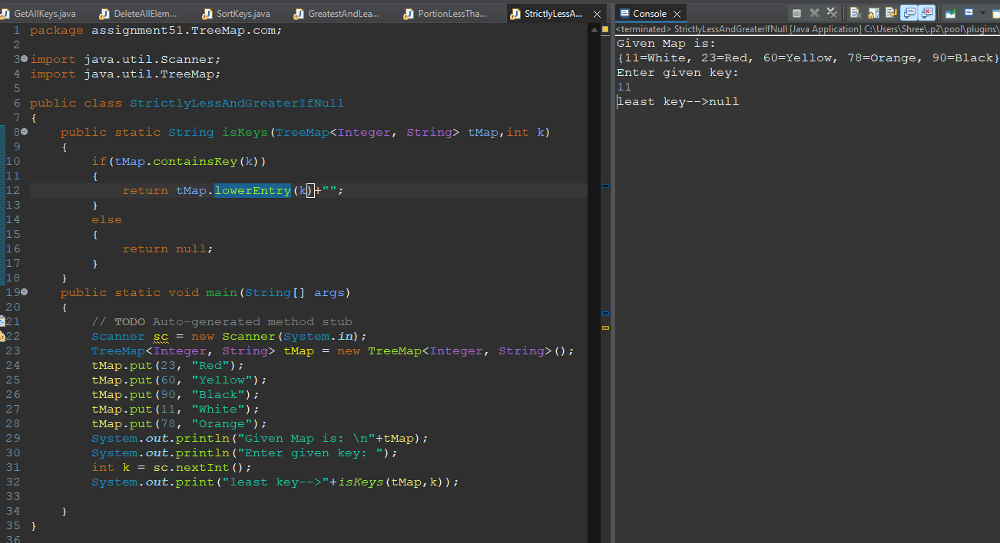 GetAllKeys.java
DeleteAllElem...
SortKeys.java
GreatestAndLea...
PortionLessTha...
StrictlyLessA...
1 package assignment51.TreeMap.com;
2
3 import java.util.Scanner;
4 import java.util.TreeMap;
5
6 public class StrictlyLessAndGreaterIfNull
7 {
8     public static String isKeys(TreeMap<Integer, String> tMap,int k)
9     {
10         if(tMap.containsKey(k))
11         {
12             return tMap.lowerEntry(k)+"";
13         }
14         else
15         {
16             return null;
17         }
18     }
19     public static void main(String[] args)
20     {
21         // TODO Auto-generated method stub
22         Scanner sc = new Scanner(System.in);
23         TreeMap<Integer, String> tMap = new TreeMap<Integer, String>();
24         tMap.put(23, "Red");
25         tMap.put(60, "Yellow");
26         tMap.put(90, "Black");
27         tMap.put(11, "White");
28         tMap.put(78, "Orange");
29         System.out.println("Given Map is: \n"+tMap);
30         System.out.println("Enter given key: ");
31         int k = sc.nextInt();
32         System.out.print("least key-->"+isKeys(tMap,k));
33
34     }
35 }
36
Console
<terminated> StrictlyLessAndGreaterIfNull [Java Application] C:\Users\Shree\.p2\pool\plugins\
Given Map is:
{11=White, 23=Red, 60=Yellow, 78=Orange, 90=Black}
Enter given key:
11
least key-->null